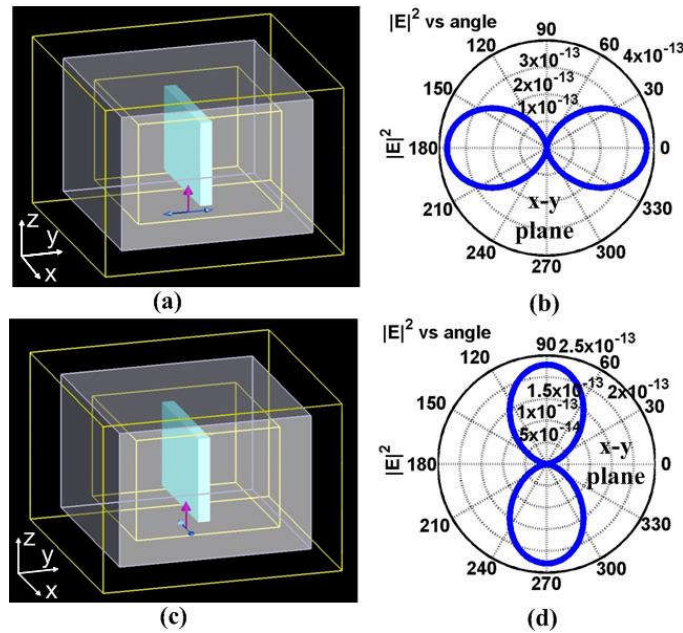 z
y
x
(a)
|E|² vs angle
90
120
60
4x10⁻¹³
3x10⁻¹³
2x10⁻¹³
1x10⁻¹³
150
30
|E|²
180
0
x-y
plane
210
330
240
300
270
(b)
z
y
x
(c)
|E|² vs angle
90
2.5x10⁻¹³
120
60
2x10⁻¹³
1.5x10⁻¹³
1x10⁻¹³
5x10⁻¹⁴
150
30
|E|²
180
0
x-y
plane
210
330
240
300
270
(d)